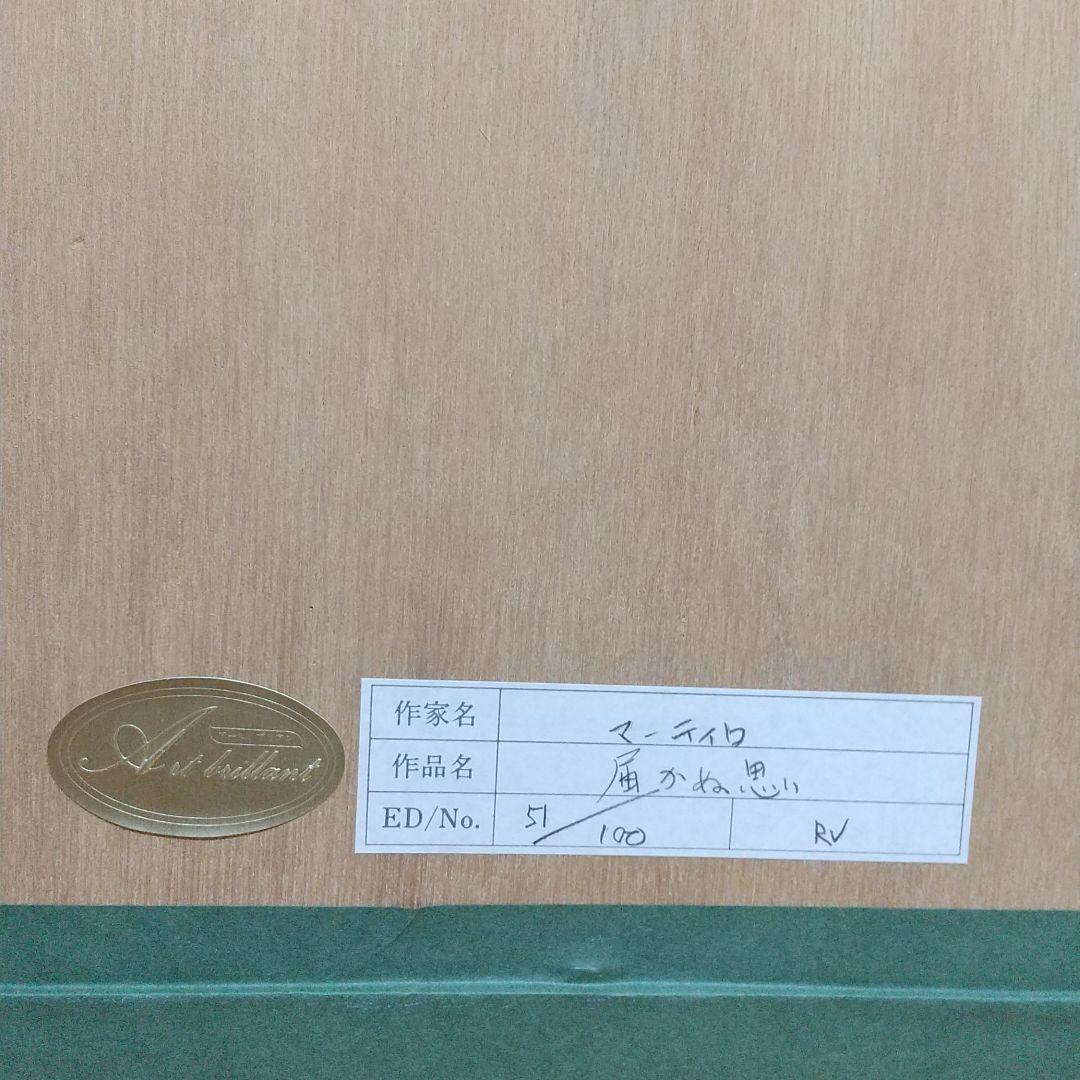 Art brillant
作家名 マーティロ
作品名 届かぬ思い
ED/No. 51/100 RV